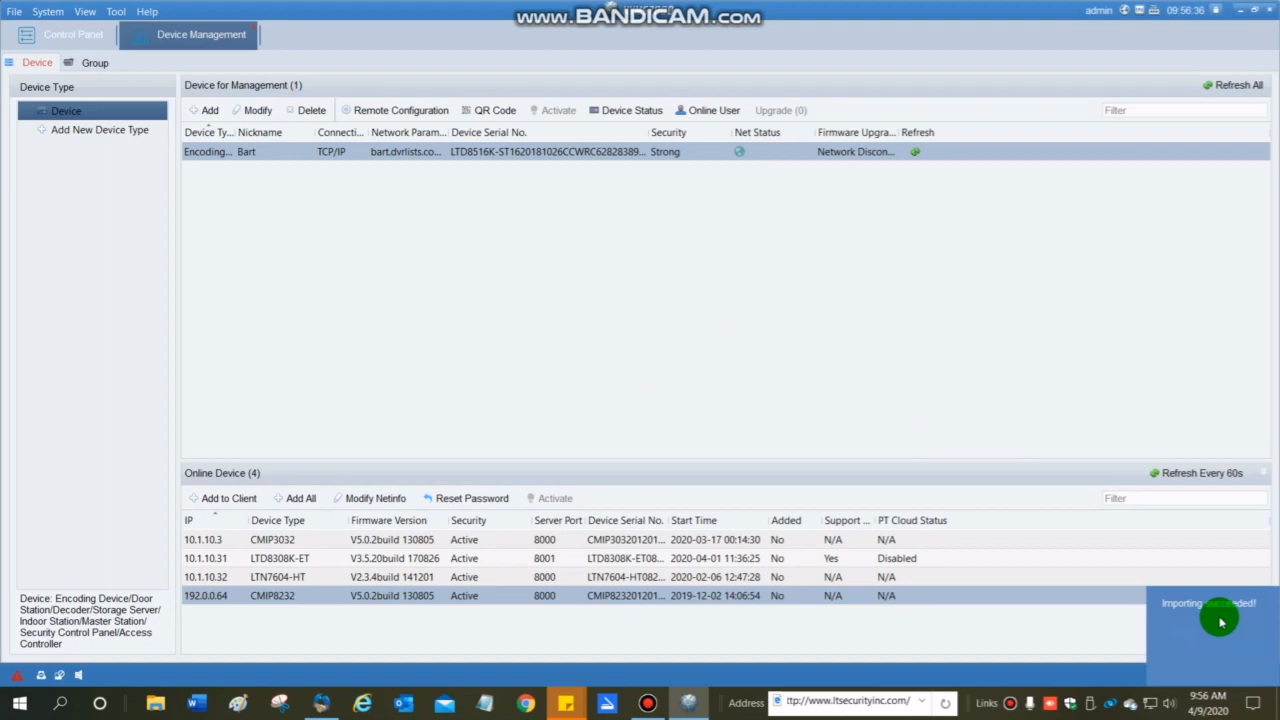 www.BANDICAM.com
File System View Tool Help
admin 09:56:36
Control Panel Device Management
Device Group
Device Type
Device
Add New Device Type
Device: Encoding Device/Door
Station/Decoder/Storage Server/
Indoor Station/Master Station/
Security Control Panel/Access
Controller
Device for Management (1) Refresh All
Add Modify Delete Remote Configuration QR Code Activate Device Status Online User Upgrade (0) Filter
Device Ty... Nickname Connecti... Network Param... Device Serial No. Security Net Status Firmware Upgra... Refresh
Encoding... Bart TCP/IP bart.dvrlists.co... LTD8516K-ST1620181026CCWRC62828389... Strong Network Discon...
Online Device (4) Refresh Every 60s
Add to Client Add All Modify Netinfo Reset Password Activate Filter
IP Device Type Firmware Version Security Server Port Device Serial No. Start Time Added Support ... PT Cloud Status
10.1.10.3 CMIP3032 V5.0.2build 130805 Active 8000 CMIP303201201... 2020-03-17 00:14:30 No N/A N/A
10.1.10.31 LTD8308K-ET V3.5.20build 170826 Active 8001 LTD8308K-ET08... 2020-04-01 11:36:25 No Yes Disabled
10.1.10.32 LTN7604-HT V2.3.4build 141201 Active 8000 LTN7604-HT082... 2020-02-06 12:47:28 No N/A N/A
192.0.0.64 CMIP8232 V5.0.2build 130805 Active 8000 CMIP823201201... 2019-12-02 14:06:54 No N/A N/A
Importing succeeded!
Address ttp://www.ltsecurityinc.com/ Links 9:56 AM
4/9/2020